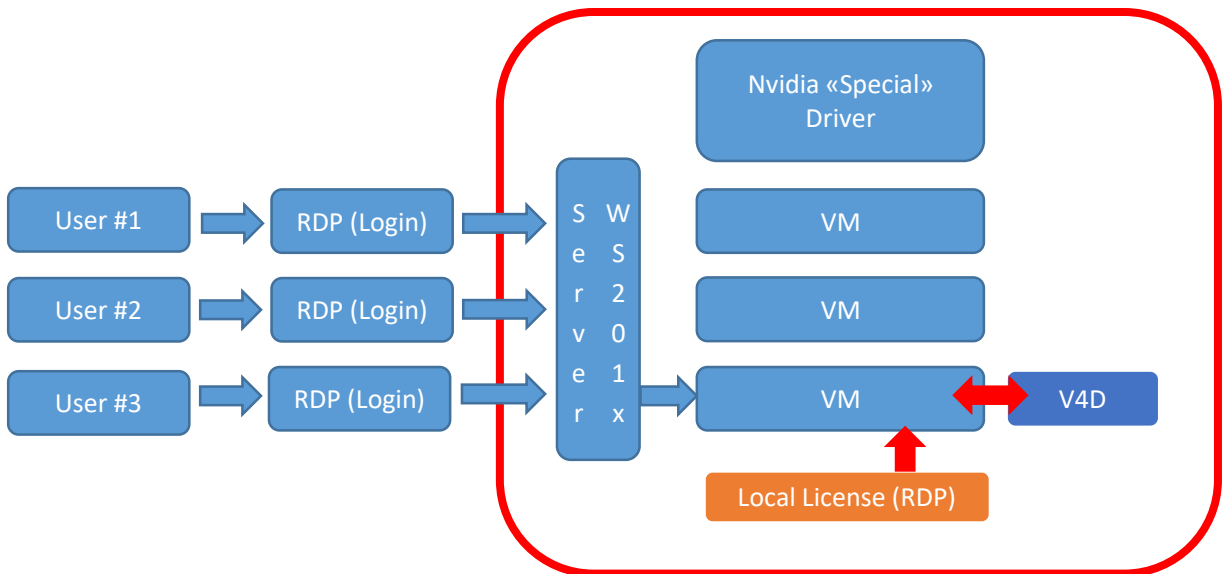 Nvidia «Special»
Driver
User #1
RDP (Login)
VM
User #2
RDP (Login)
VM
User #3
RDP (Login)
Server
WS201x
VM
V4D
Local License (RDP)